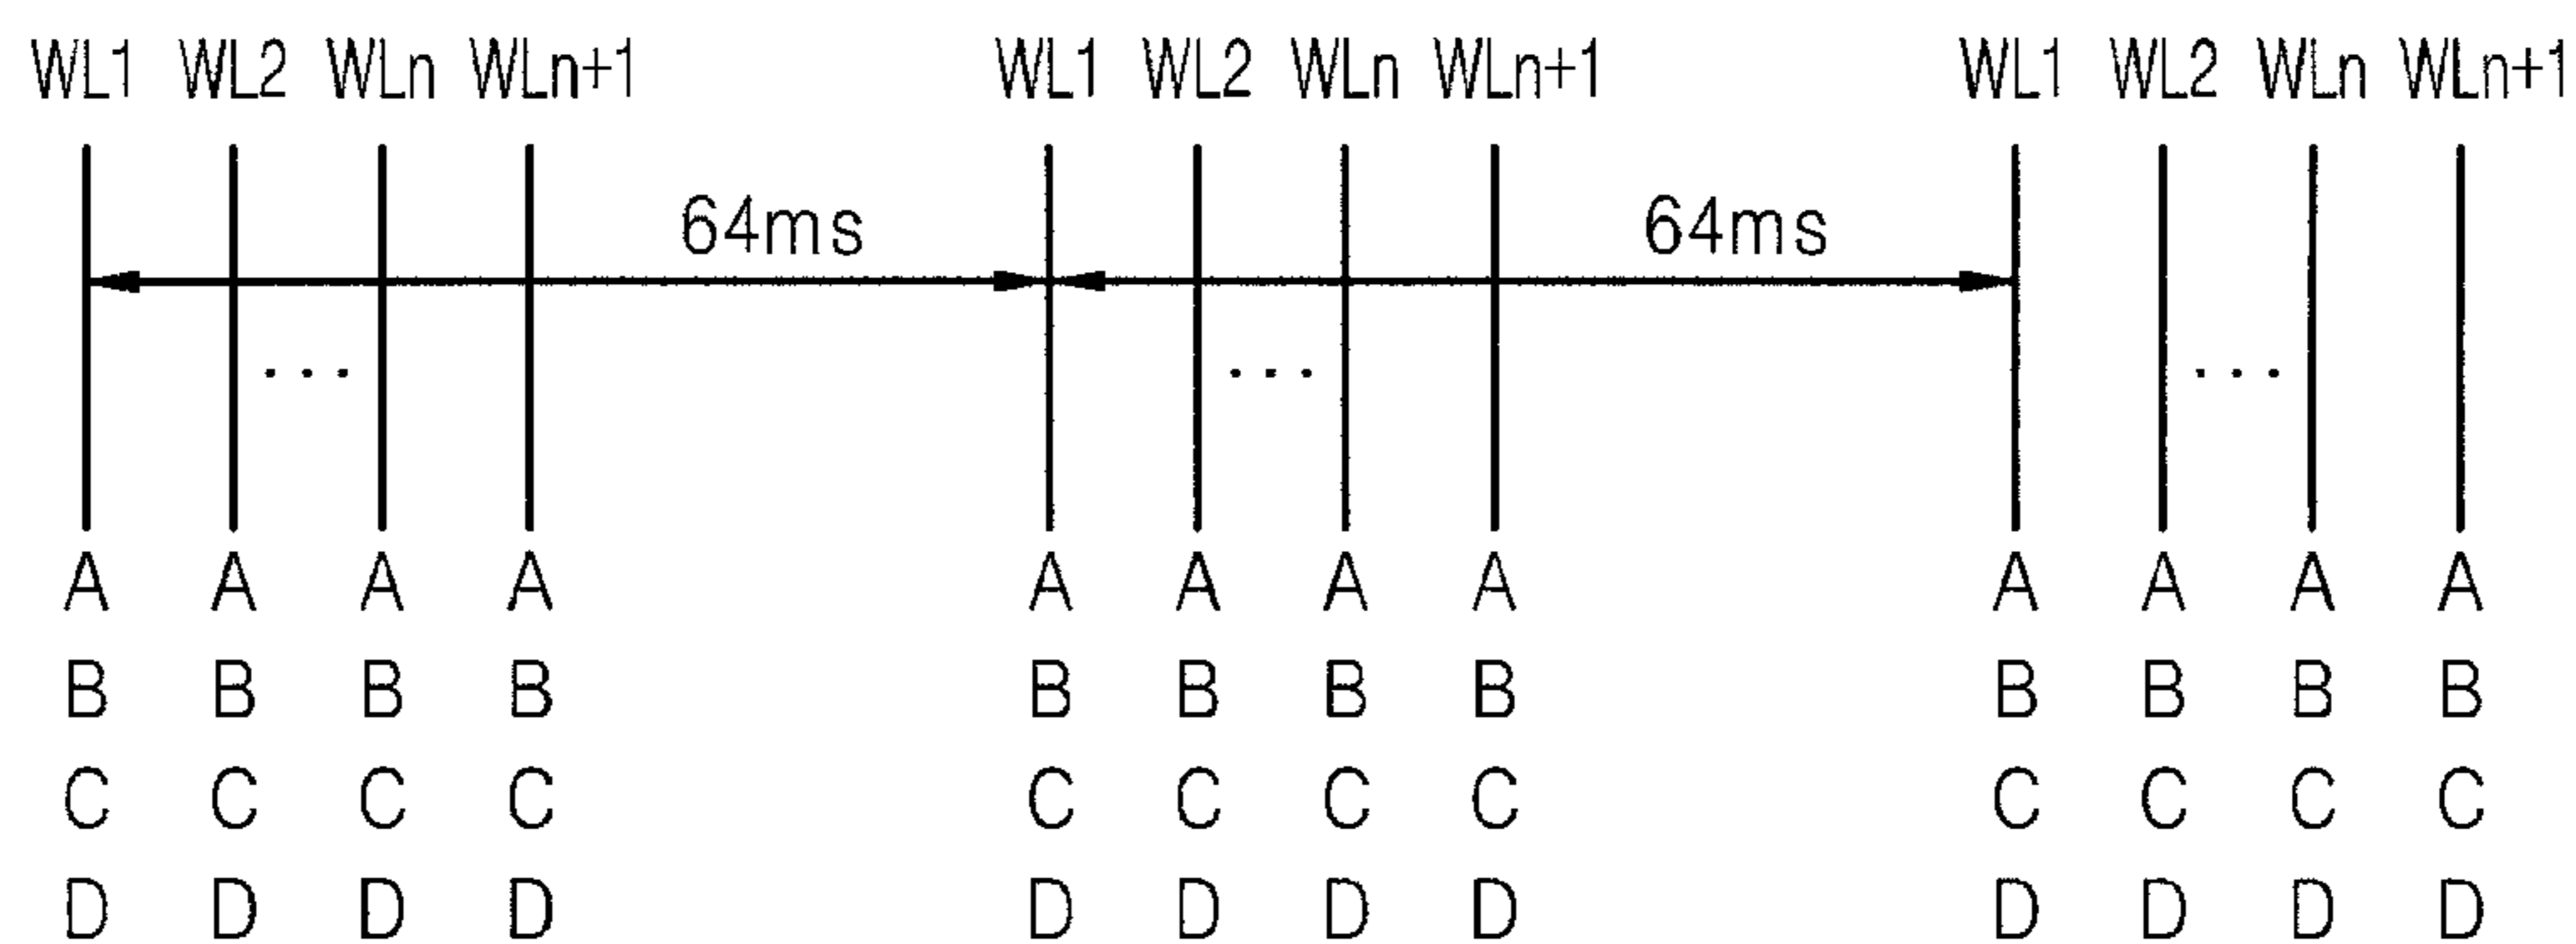 WL1 WL2 WLn WLn+1 WL1 WL2 WLn WLn+1 WL1 WL2 WLn WLn+1
64ms 64ms
... ... ...
A A A A A A A A A A A A
B B B B B B B B B B B B
C C C C C C C C C C C C
D D D D D D D D D D D D